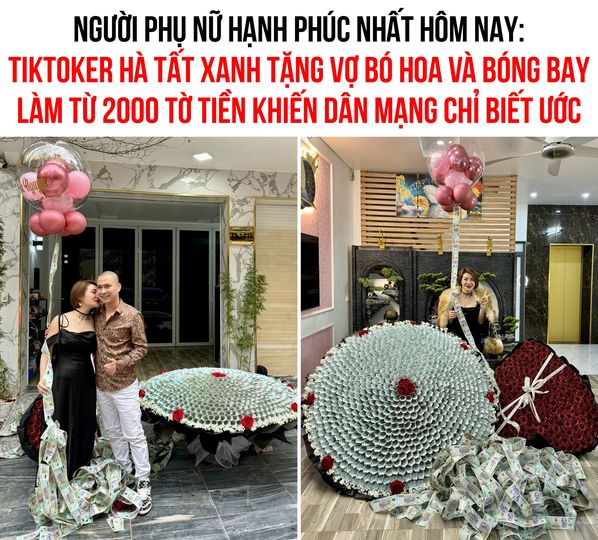 NGƯỜI PHỤ NỮ HẠNH PHÚC NHẤT HÔM NAY:
TIKTOKER HÀ TẤT XANH TẶNG VỢ BÓ HOA VÀ BÓNG BAY
LÀM TỪ 2000 TỜ TIỀN KHIẾN DÂN MẠNG CHỈ BIẾT ƯỚC